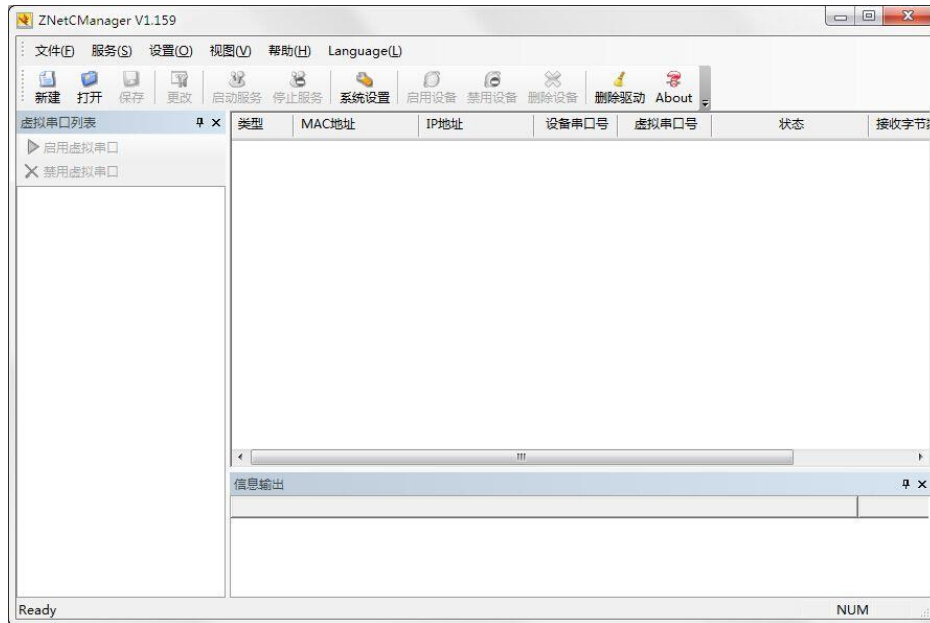 ZNetCManager V1.159
文件(F) 服务(S) 设置(O) 视图(V) 帮助(H) Language(L)
新建 打开 保存 更改 启动服务 停止服务 系统设置 启用设备 禁用设备 删除设备 删除驱动 About
虚拟串口列表 类型 MAC地址 IP地址 设备串口号 虚拟串口号 状态 接收字节
启用虚拟串口
禁用虚拟串口
信息输出
Ready NUM